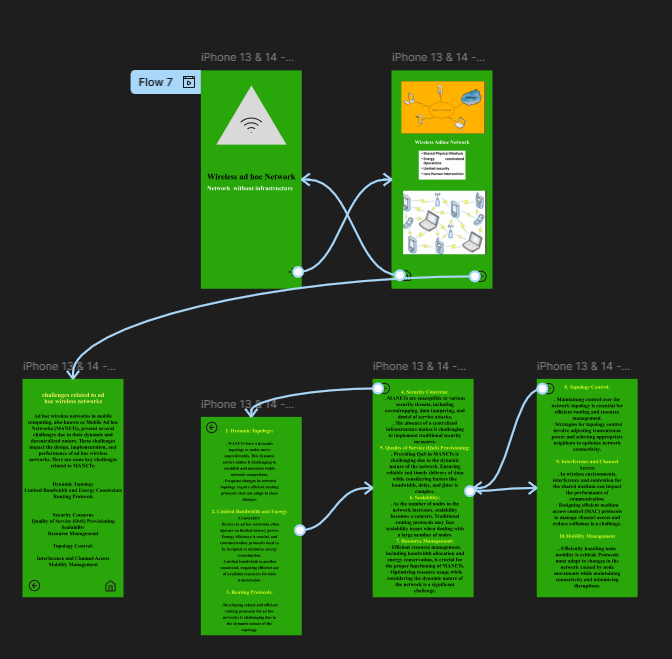 iPhone 13 & 14 -...
iPhone 13 & 14 -...
Flow 7
Wireless ad hoc Network
Network without infrastructure
Wireless Adhoc Network
• Shared Physical Medium
• Energy constrained
Operations
• Limited security
• Less Human Intervention
iPhone 13 & 14 -...
challenges related to ad
hoc wireless networks
Ad hoc wireless networks in mobile
computing, also known as Mobile Ad hoc
Networks (MANETs), present several
challenges due to their dynamic and
decentralized nature. These challenges
impact the design, implementation, and
performance of ad hoc wireless
networks. Here are some key challenges
related to MANETs
Dynamic Topology
Limited Bandwidth and Energy Constraints
Routing Protocols
Security Concerns
Quality of Service (QoS) Provisioning
Scalability
Resource Management
Topology Control:
Interference and Channel Access
Mobility Management
iPhone 13 & 14 -...
1. Dynamic Topology:
. MANETs have a dynamic
topology as nodes move
unpredictably. This dynamic
nature makes it challenging to
establish and maintain stable
network connections.
. Frequent changes in network
topology require efficient routing
protocols that can adapt to these
changes.
2. Limited Bandwidth and Energy
Constraints:
Devices in ad hoc networks often
operate on limited battery power.
Energy efficiency is crucial, and
communication protocols need to
be designed to minimize energy
consumption.
. Limited bandwidth is another
constraint, requiring efficient use
of available resources for data
transmission.
3. Routing Protocols:
. Developing robust and efficient
routing protocols for ad hoc
networks is challenging due to
the dynamic nature of the
topology.
iPhone 13 & 14 -...
4. Security Concerns:
. MANETs are susceptible to various
security threats, including
eavesdropping, data tampering, and
denial of service attacks.
. The absence of a centralized
infrastructure makes it challenging
to implement traditional security
measures.
5. Quality of Service (QoS) Provisioning:
. Providing QoS in MANETs is
challenging due to the dynamic
nature of the network. Ensuring
reliable and timely delivery of data
while considering factors like
bandwidth, delay, and jitter is
complex.
6. Scalability:
. As the number of nodes in the
network increases, scalability
becomes a concern. Traditional
routing protocols may face
scalability issues when dealing with
a large number of nodes.
7. Resource Management:
Efficient resource management,
including bandwidth allocation and
energy conservation, is crucial for
the proper functioning of MANETs.
. Optimizing resource usage while
considering the dynamic nature of
the network is a significant
challenge.
iPhone 13 & 14 -...
8. Topology Control:
. Maintaining control over the
network topology is essential for
efficient routing and resource
management.
. Strategies for topology control
involve adjusting transmission
power and selecting appropriate
neighbors to optimize network
connectivity.
9. Interference and Channel
Access:
. In wireless environments,
interference and contention for
the shared medium can impact
the performance of
communication.
. Designing efficient medium
access control (MAC) protocols
to manage channel access and
reduce collisions is a challenge.
10.Mobility Management
. Efficiently handling node
mobility is critical. Protocols
must adapt to changes in the
network caused by node
movements while maintaining
connectivity and minimizing
disruptions.